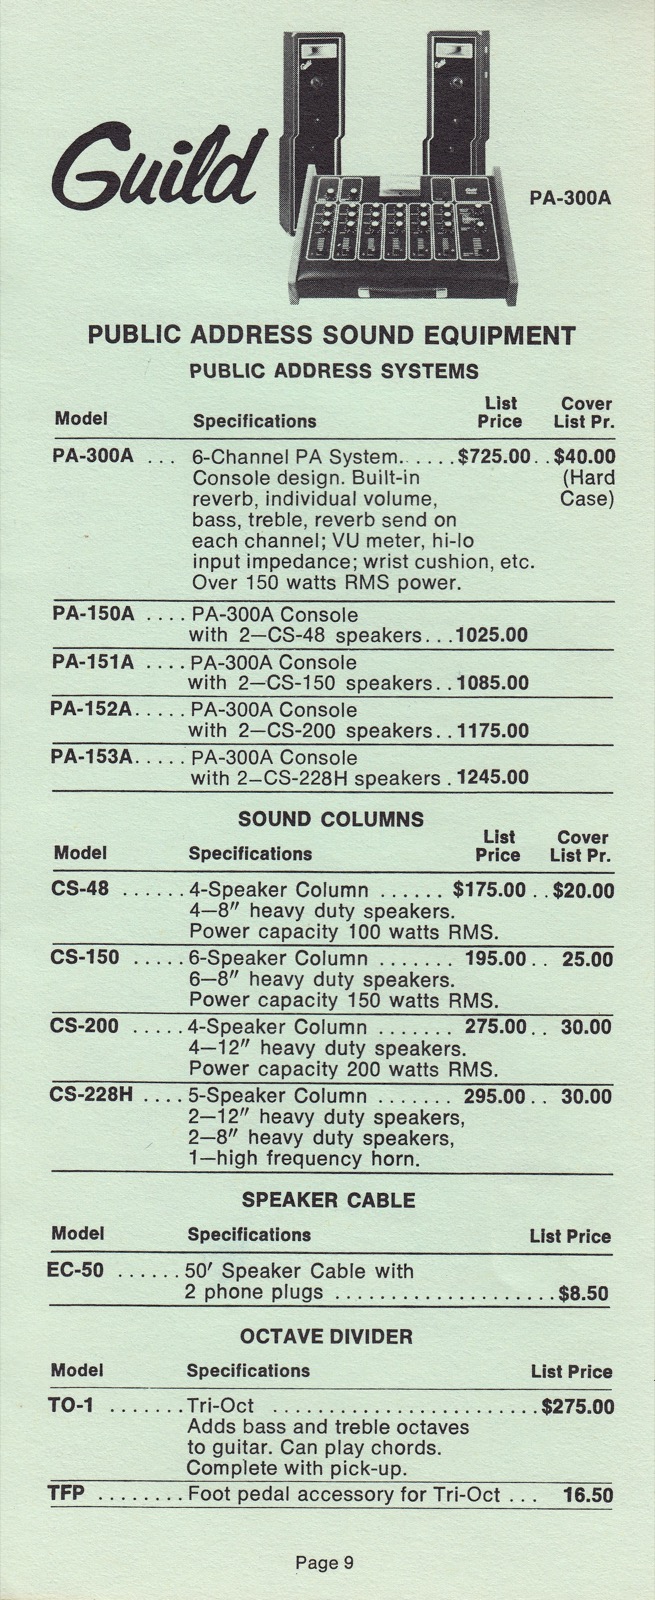 Guild
PA-300A
PUBLIC ADDRESS SOUND EQUIPMENT
PUBLIC ADDRESS SYSTEMS
Model Specifications List Price Cover List Pr.
PA-300A ... 6-Channel PA System......$725.00..$40.00
Console design. Built-in (Hard
reverb, individual volume, Case)
bass, treble, reverb send on
each channel; VU meter, hi-lo
input impedance; wrist cushion, etc.
Over 150 watts RMS power.
PA-150A .... PA-300A Console
with 2—CS-48 speakers...1025.00
PA-151A .... PA-300A Console
with 2—CS-150 speakers..1085.00
PA-152A..... PA-300A Console
with 2—CS-200 speakers..1175.00
PA-153A..... PA-300A Console
with 2—CS-228H speakers .1245.00
SOUND COLUMNS
Model Specifications List Price Cover List Pr.
CS-48 ......4-Speaker Column ...... $175.00..$20.00
4—8″ heavy duty speakers.
Power capacity 100 watts RMS.
CS-150 .....6-Speaker Column ....... 195.00.. 25.00
6—8″ heavy duty speakers.
Power capacity 150 watts RMS.
CS-200 .....4-Speaker Column ....... 275.00.. 30.00
4—12″ heavy duty speakers.
Power capacity 200 watts RMS.
CS-228H ....5-Speaker Column ....... 295.00.. 30.00
2—12″ heavy duty speakers,
2—8″ heavy duty speakers,
1—high frequency horn.
SPEAKER CABLE
Model Specifications List Price
EC-50 ......50′ Speaker Cable with
2 phone plugs .....................$8.50
OCTAVE DIVIDER
Model Specifications List Price
TO-1 .......Tri-Oct .........................$275.00
Adds bass and treble octaves
to guitar. Can play chords.
Complete with pick-up.
TFP ........Foot pedal accessory for Tri-Oct ... 16.50
Page 9